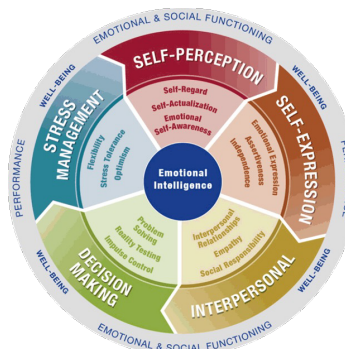 EMOTIONAL & SOCIAL FUNCTIONING
WELL-BEING
WELL-BEING
PERFORMANCE
SELF-PERCEPTION
Self-Regard
Self-Actualization
Emotional
Self-Awareness
SELF-EXPRESSION
Emotional Expression
Assertiveness
Independence
INTERPERSONAL
Interpersonal
Relationships
Empathy
Social Responsibility
DECISION
MAKING
Problem
Solving
Reality Testing
Impulse Control
STRESS
MANAGEMENT
Flexibility
Stress Tolerance
Optimism
Emotional
Intelligence
WELL-BEING
WELL-BEING
EMOTIONAL & SOCIAL FUNCTIONING